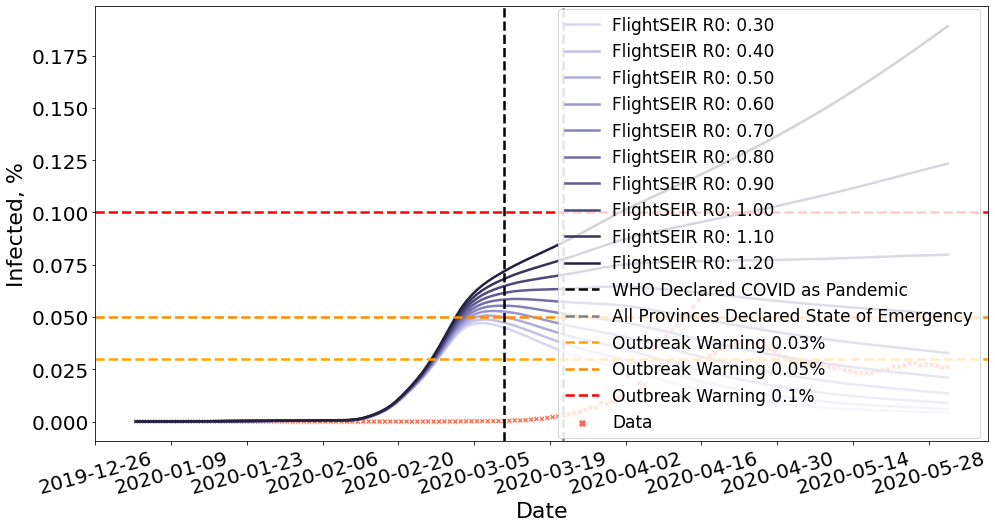 0.175
0.150
0.125
0.100
0.075
0.050
0.025
0.000
Infected, %
FlightSEIR R0: 0.30
FlightSEIR R0: 0.40
FlightSEIR R0: 0.50
FlightSEIR R0: 0.60
FlightSEIR R0: 0.70
FlightSEIR R0: 0.80
FlightSEIR R0: 0.90
FlightSEIR R0: 1.00
FlightSEIR R0: 1.10
FlightSEIR R0: 1.20
WHO Declared COVID as Pandemic
All Provinces Declared State of Emergency
Outbreak Warning 0.03%
Outbreak Warning 0.05%
Outbreak Warning 0.1%
Data
2019-12-26
2020-01-09
2020-01-23
2020-02-06
2020-02-20
2020-03-05
2020-03-19
2020-04-02
2020-04-16
2020-04-30
2020-05-14
2020-05-28
Date